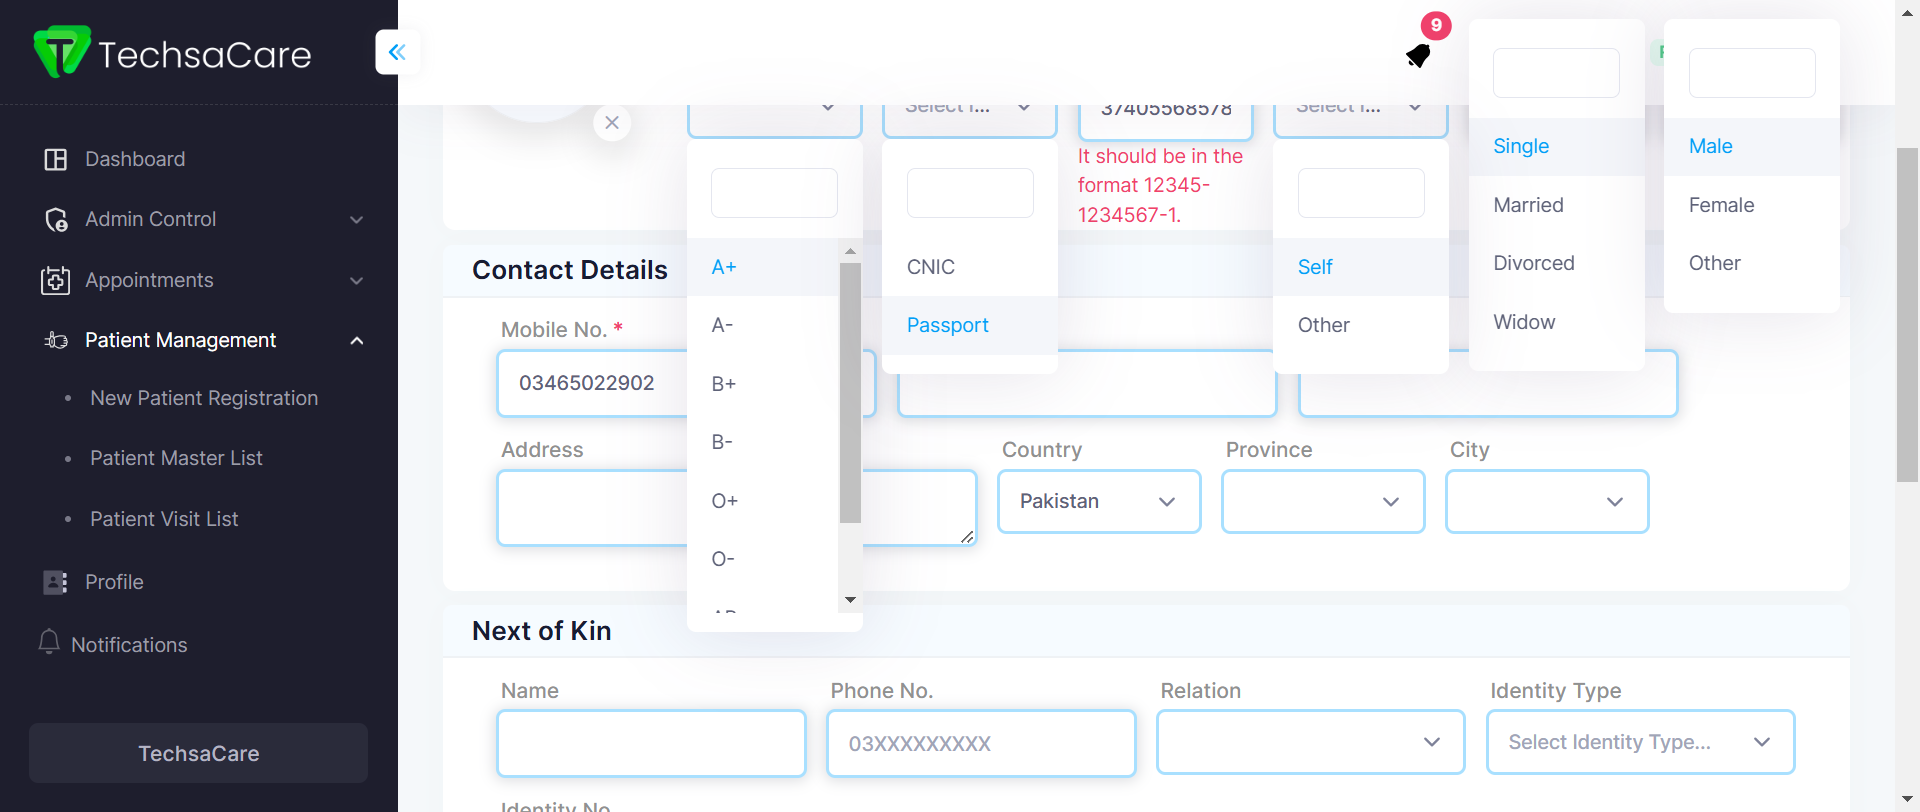 TechsaCare
9
Select I...
37405568578
Select I...
It should be in the
format 12345-
1234567-1.
Single
Married
Divorced
Widow
Male
Female
Other
Dashboard
Admin Control
Appointments
Patient Management
New Patient Registration
Patient Master List
Patient Visit List
Profile
Notifications
TechsaCare
A+
A-
B+
B-
O+
O-
CNIC
Passport
Self
Other
Contact Details
Mobile No. *
03465022902
Address
Country
Province
City
Pakistan
Next of Kin
Name
Phone No.
Relation
Identity Type
03XXXXXXXXX
Select Identity Type...
Identity No